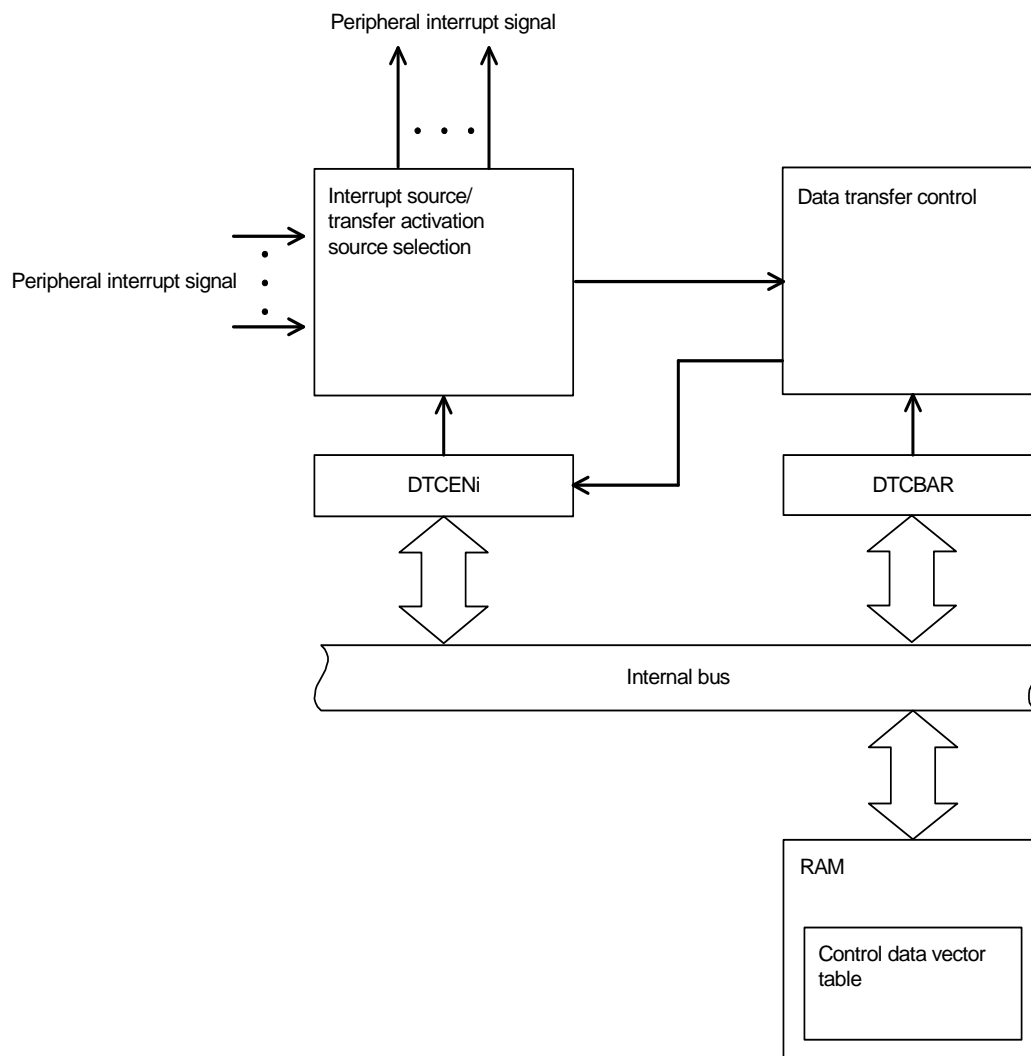 Peripheral interrupt signal
Interrupt source/
transfer activation
source selection
Data transfer control
Peripheral interrupt signal
DTCENi
DTCBAR
Internal bus
RAM
Control data vector
table